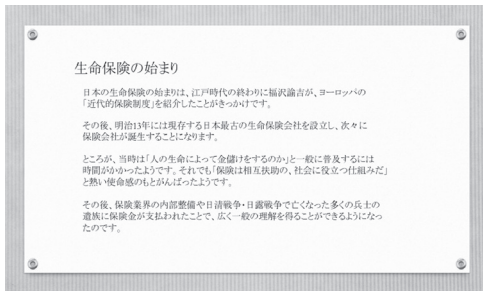 生命保険の始まり
日本の生命保険の始まりは、江戸時代の終わりに福沢諭吉が、ヨーロッパの
「近代的保険制度」を紹介したことがきっかけです。
その後、明治13年には現存する日本最古の生命保険会社を設立し、次々に
保険会社が誕生することになります。
ところが、当時は「人の生命によって金儲けをするのか」と一般に普及するには
時間がかかったようです。それでも「保険は相互扶助の、社会に役立つ仕組みだ」
と熱い使命感のもとがんばったようです。
その後、保険業界の内部整備や日清戦争・日露戦争で亡くなった多くの兵士の
遺族に保険金が支払われたことで、広く一般の理解を得ることができるようになっ
たのです。